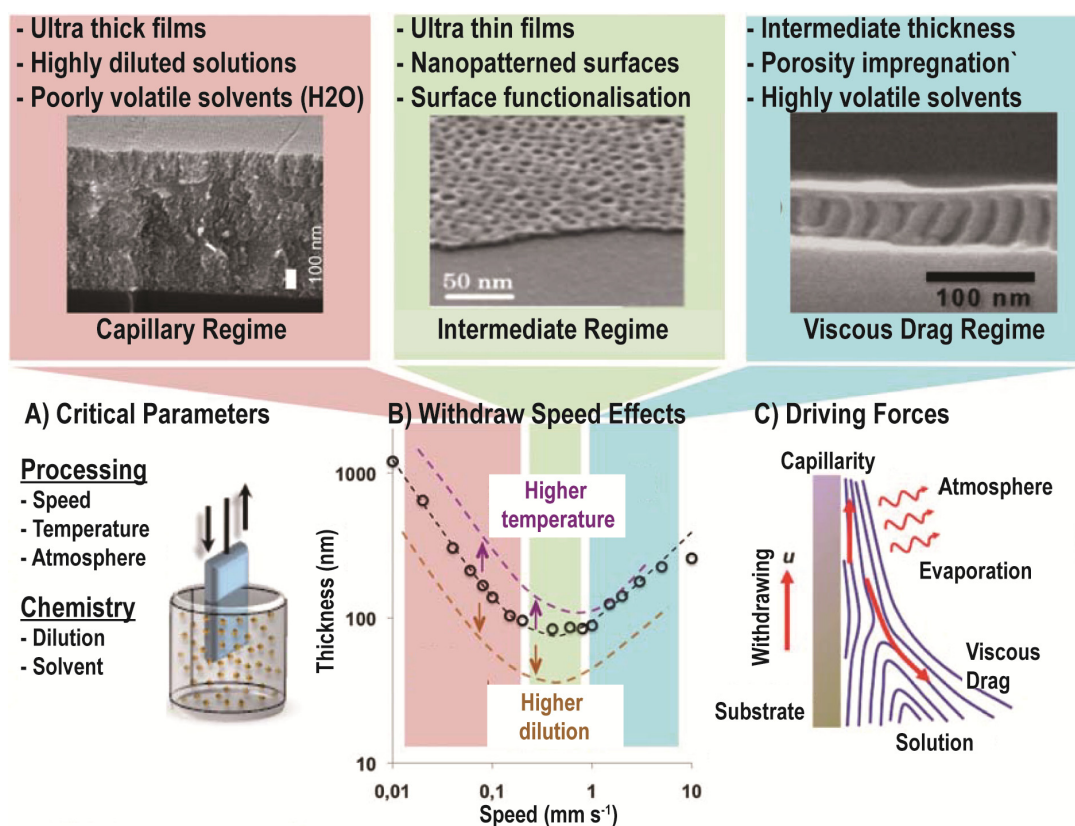 - Ultra thick films
- Highly diluted solutions
- Poorly volatile solvents (H2O)
100 nm
Capillary Regime
- Ultra thin films
- Nanopatterned surfaces
- Surface functionalisation
50 nm
Intermediate Regime
- Intermediate thickness
- Porosity impregnation`
- Highly volatile solvents
100 nm
Viscous Drag Regime
A) Critical Parameters
Processing
- Speed
- Temperature
- Atmosphere
Chemistry
- Dilution
- Solvent
B) Withdraw Speed Effects
Thickness (nm)
1000
100
10
Higher
temperature
Higher
dilution
0,01
0,1
1
10
Speed (mm s⁻¹)
C) Driving Forces
Capillarity
Atmosphere
Evaporation
Withdrawing
u
Viscous
Drag
Substrate
Solution